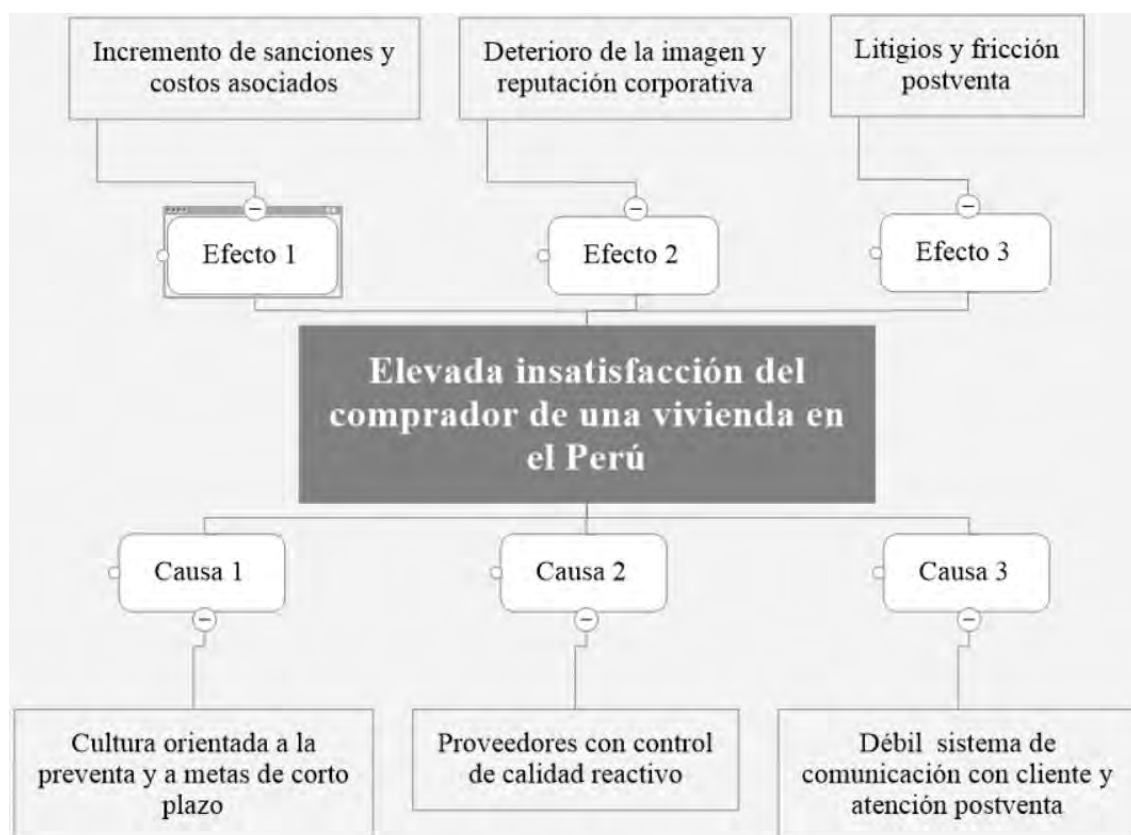 Incremento de sanciones y
costos asociados
Deterioro de la imagen y
reputación corporativa
Litigios y fricción
postventa
Efecto 1
Efecto 2
Efecto 3
Elevada insatisfacción del
comprador de una vivienda en
el Perú
Causa 1
Causa 2
Causa 3
Cultura orientada a la
preventa y a metas de corto
plazo
Proveedores con control
de calidad reactivo
Débil sistema de
comunicación con cliente y
atención postventa